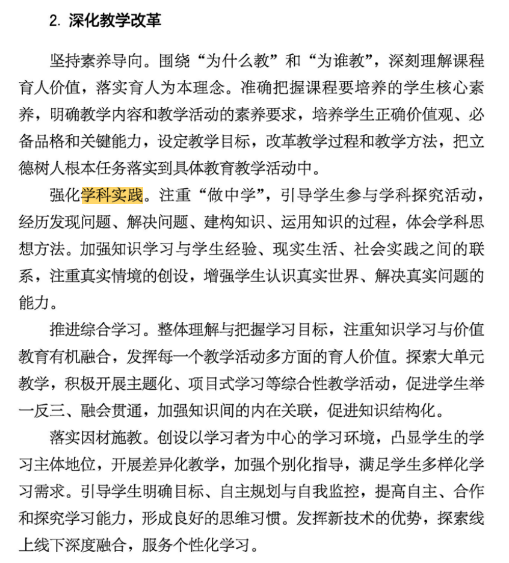 2. 深化教学改革
坚持素养导向。围绕“为什么教”和“为谁教”，深刻理解课程
育人价值，落实育人为本理念。准确把握课程要培养的学生核心素
养，明确教学内容和教学活动的素养要求，培养学生正确价值观、必
备品格和关键能力，设定教学目标，改革教学过程和教学方法，把立
德树人根本任务落实到具体教育教学活动中。
强化学科实践。注重“做中学”，引导学生参与学科探究活动，
经历发现问题、解决问题、建构知识、运用知识的过程，体会学科思
想方法。加强知识学习与学生经验、现实生活、社会实践之间的联
系，注重真实情境的创设，增强学生认识真实世界、解决真实问题的
能力。
推进综合学习。整体理解与把握学习目标，注重知识学习与价值
教育有机融合，发挥每一个教学活动多方面的育人价值。探索大单元
教学，积极开展主题化、项目式学习等综合性教学活动，促进学生举
一反三、融会贯通，加强知识间的内在关联，促进知识结构化。
落实因材施教。创设以学习者为中心的学习环境，凸显学生的学
习主体地位，开展差异化教学，加强个别化指导，满足学生多样化学
习需求。引导学生明确目标、自主规划与自我监控，提高自主、合作
和探究学习能力，形成良好的思维习惯。发挥新技术的优势，探索线
上线下深度融合，服务个性化学习。